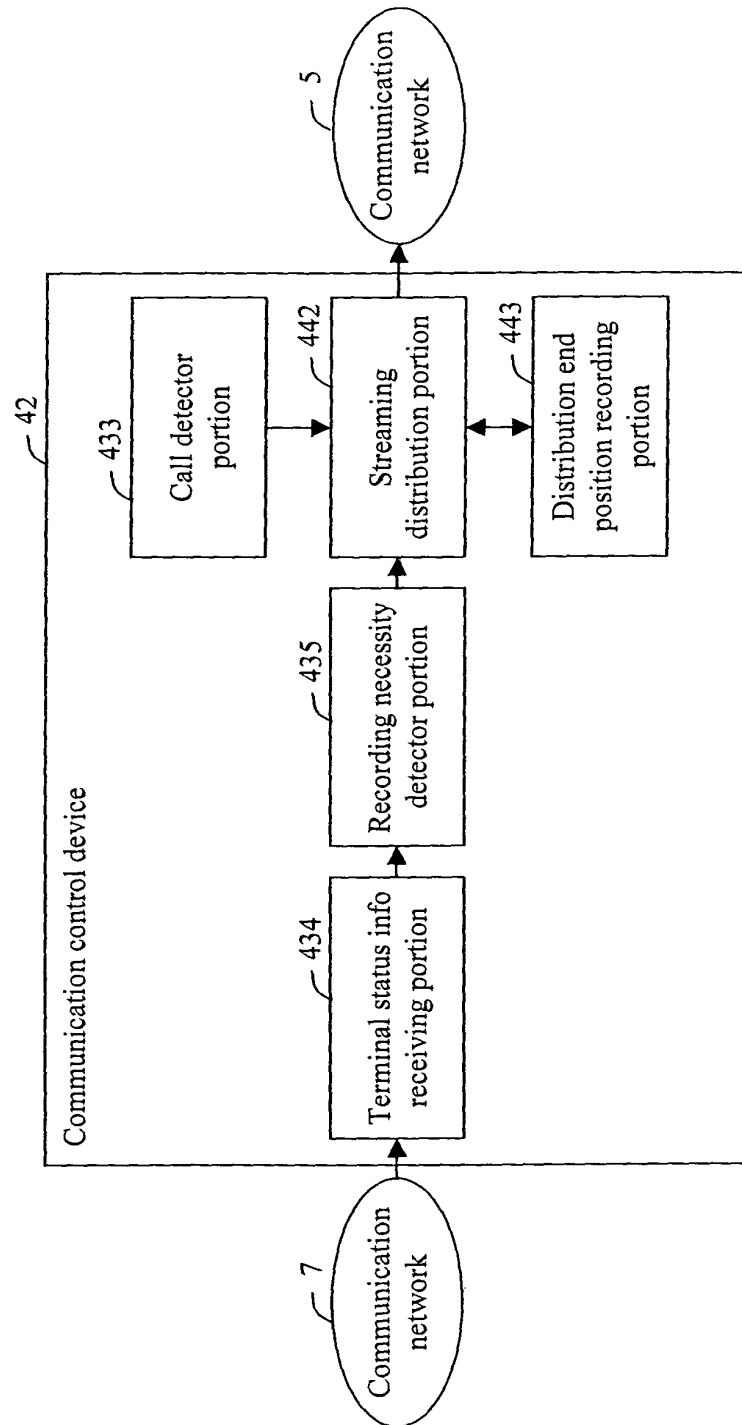 Communication control device
42
433
Call detector
portion
7
Communication
network
434
Terminal status info
receiving portion
435
Recording necessity
detector portion
442
Streaming
distribution portion
5
Communication
network
443
Distribution end
position recording
portion